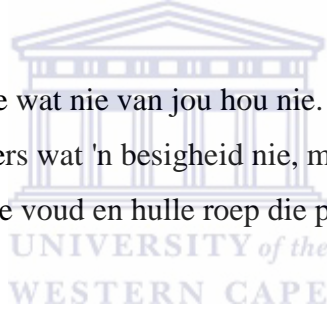 e wat nie van jou hou nie.
ers wat 'n besigheid nie, m
e voud en hulle roep die p
UNIVERSITY of the
WESTERN CAPE